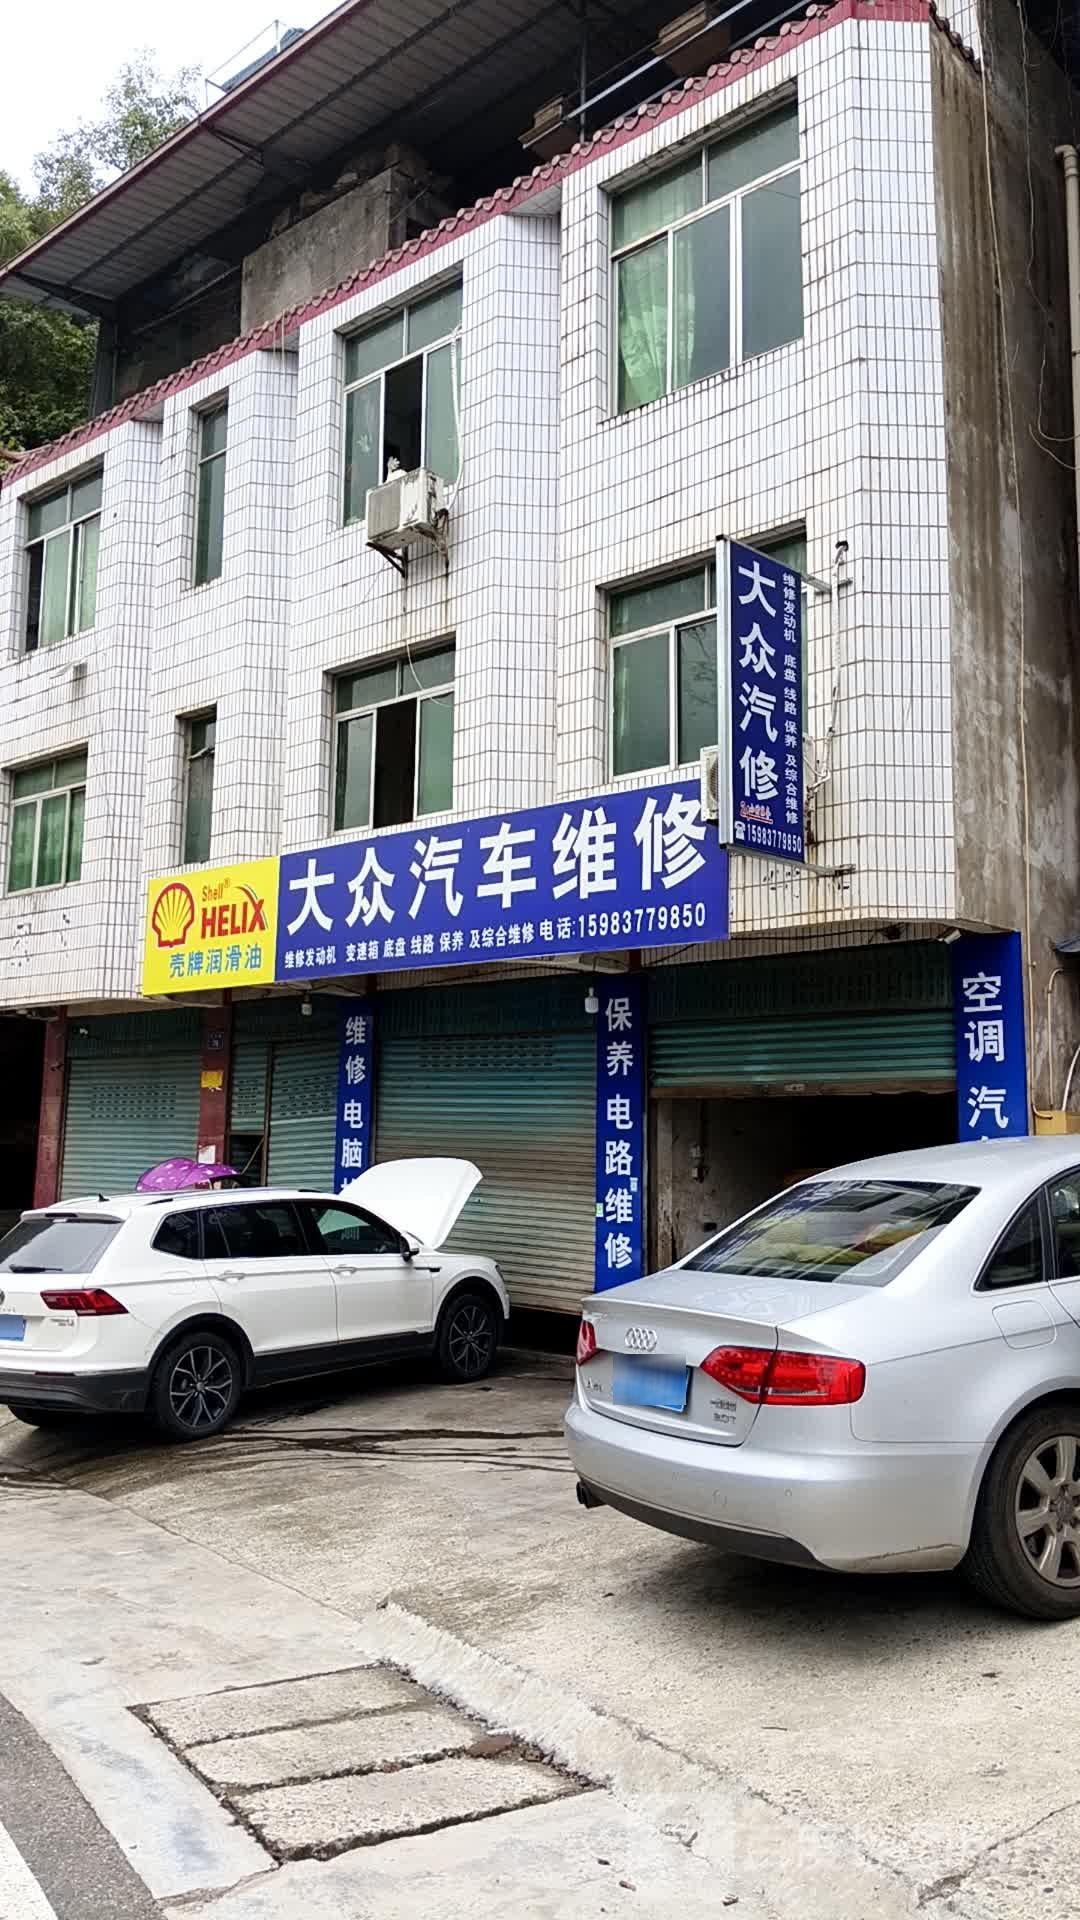 大众汽修
维修发动机 底盘 线路 保养 及综合维修
☎15983779850
Shell®
HELIX
壳牌润滑油
大众汽车维修
维修发动机 变速箱 底盘 线路 保养 及综合维修 电话:15983779850
维修 电脑
保养 电路维修
空调 汽